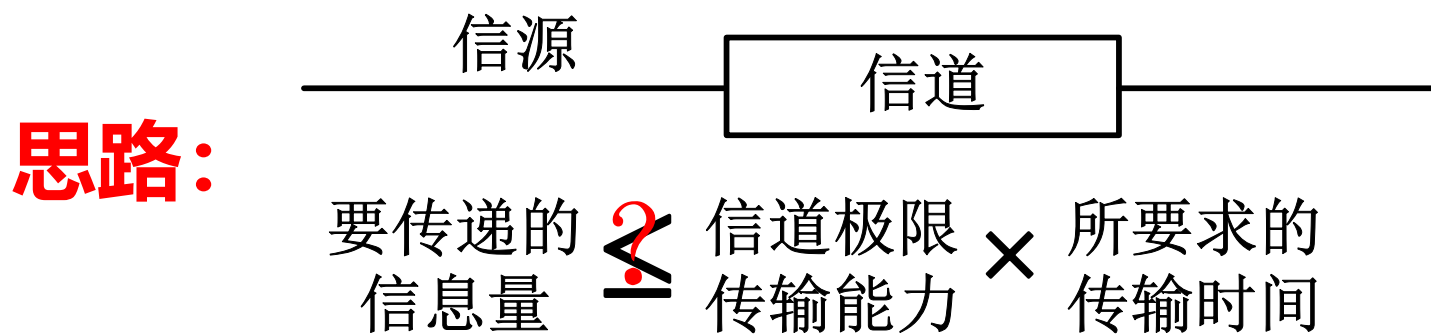 信源
信道
思路：
要传递的 ≤ ? 信道极限 × 所要求的
信息量 传输能力 传输时间